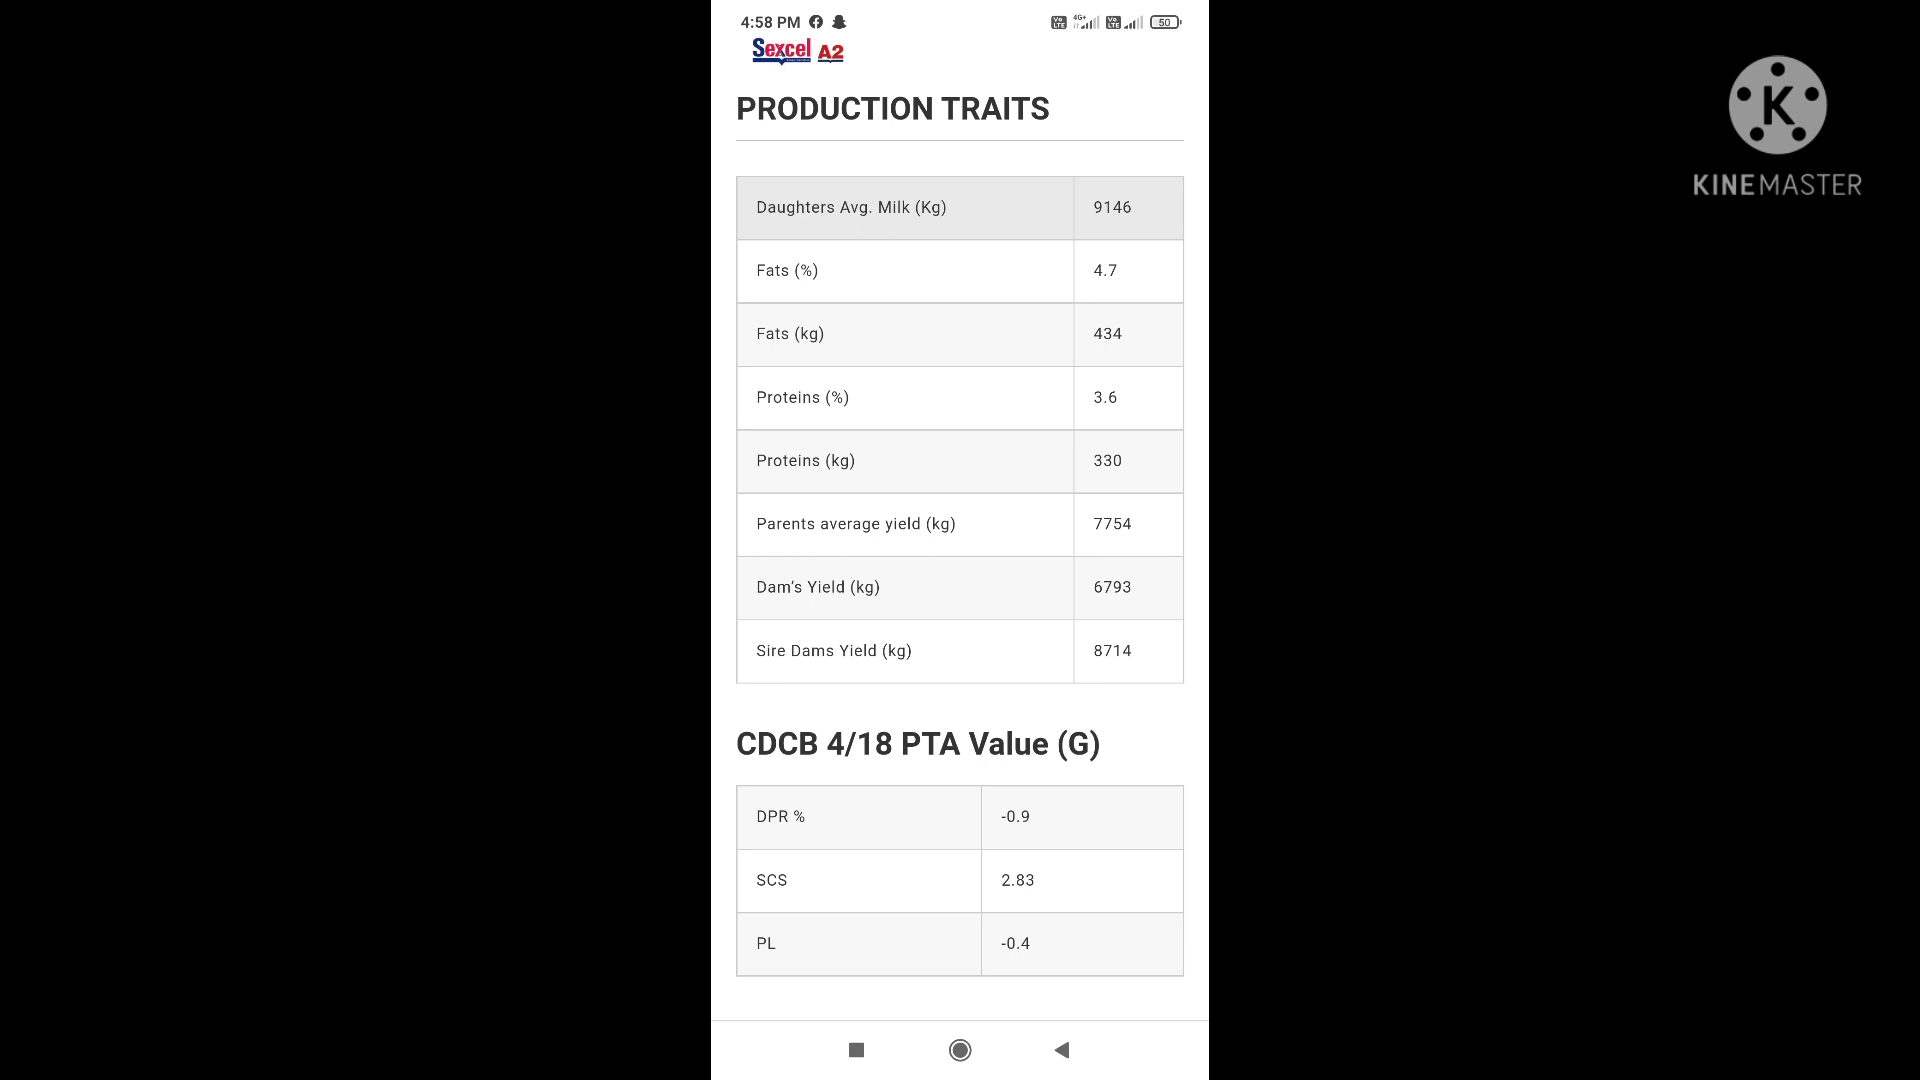 4:58 PM
4G+
50
Sexcel A2
K
KINEMASTER
PRODUCTION TRAITS
Daughters Avg. Milk (Kg) 9146
Fats (%) 4.7
Fats (kg) 434
Proteins (%) 3.6
Proteins (kg) 330
Parents average yield (kg) 7754
Dam's Yield (kg) 6793
Sire Dams Yield (kg) 8714
CDCB 4/18 PTA Value (G)
DPR % -0.9
SCS 2.83
PL -0.4